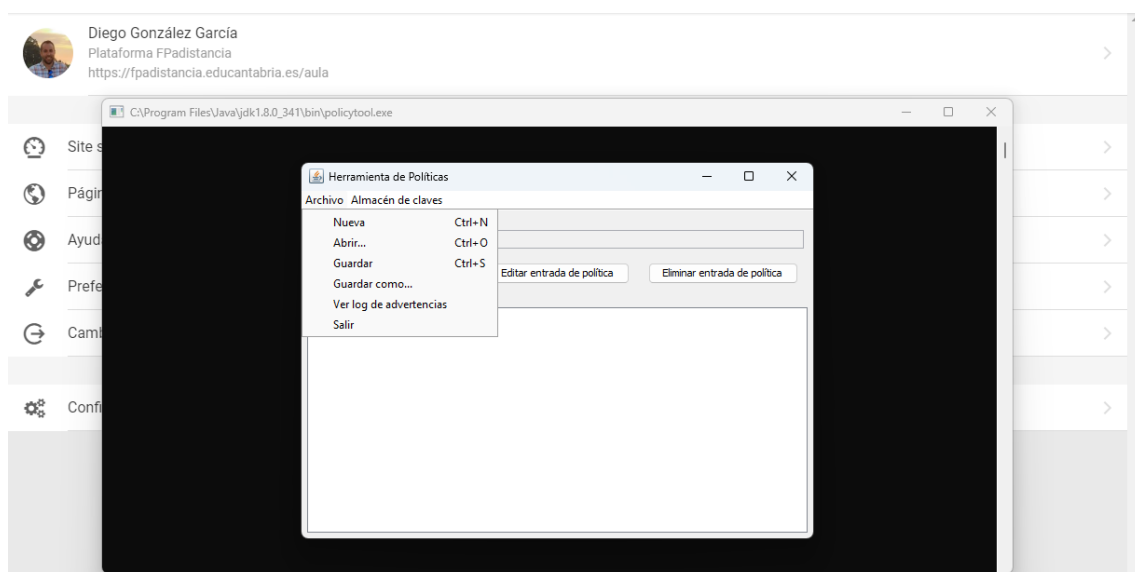 Diego González García
Plataforma FPadistancia
https://fpadistancia.educantabria.es/aula
C:\Program Files\Java\jdk1.8.0_341\bin\policytool.exe
Site s
Págin
Ayud
Prefe
Camb
Confi
Herramienta de Políticas
Archivo Almacén de claves
Nueva Ctrl+N
Abrir... Ctrl+O
Guardar Ctrl+S
Guardar como...
Ver log de advertencias
Salir
Editar entrada de política Eliminar entrada de política